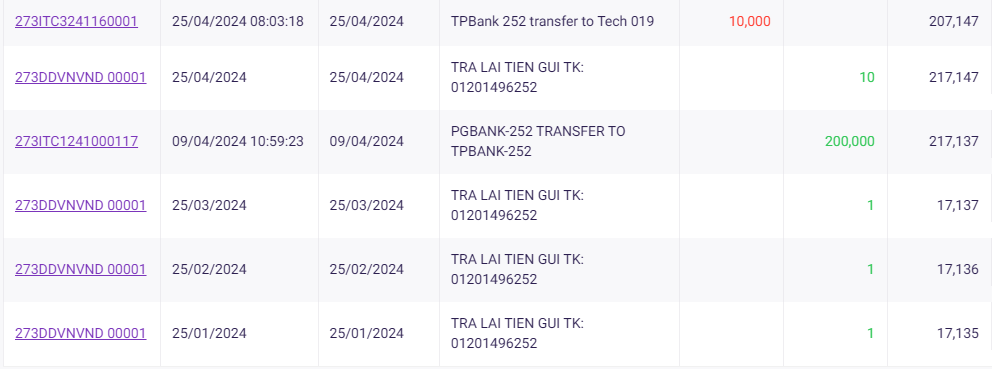 273ITC3241160001 25/04/2024 08:03:18 25/04/2024 TPBank 252 transfer to Tech 019 10,000 207,147
273DDVNVND 00001 25/04/2024 25/04/2024 TRA LAI TIEN GUI TK: 10 217,147
01201496252
273ITC1241000117 09/04/2024 10:59:23 09/04/2024 PGBANK-252 TRANSFER TO 200,000 217,137
TPBANK-252
273DDVNVND 00001 25/03/2024 25/03/2024 TRA LAI TIEN GUI TK: 1 17,137
01201496252
273DDVNVND 00001 25/02/2024 25/02/2024 TRA LAI TIEN GUI TK: 1 17,136
01201496252
273DDVNVND 00001 25/01/2024 25/01/2024 TRA LAI TIEN GUI TK: 1 17,135
01201496252